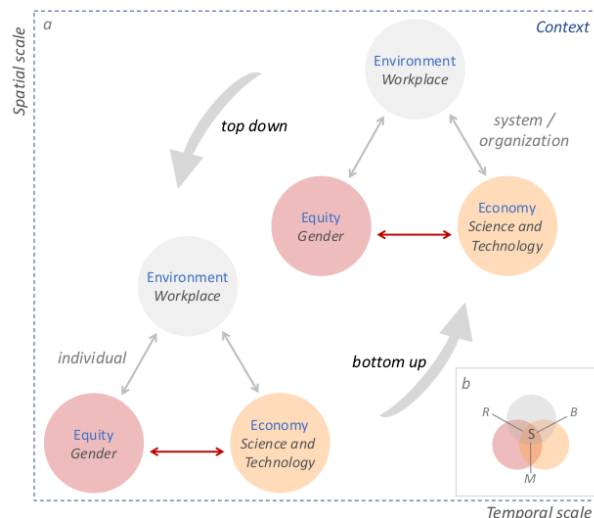 a
Context
Spatial scale
Environment
Workplace
top down
system /
organization
Equity
Gender
Economy
Science and
Technology
Environment
Workplace
individual
bottom up
Equity
Gender
Economy
Science and
Technology
b
R
B
S
M
Temporal scale